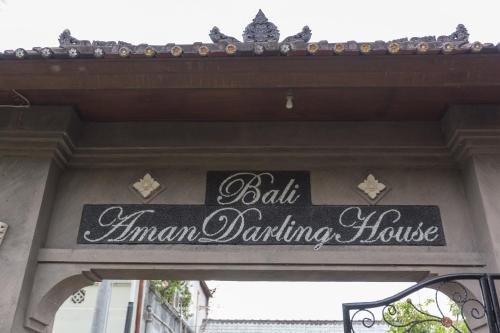 Bali
Aman Darling House